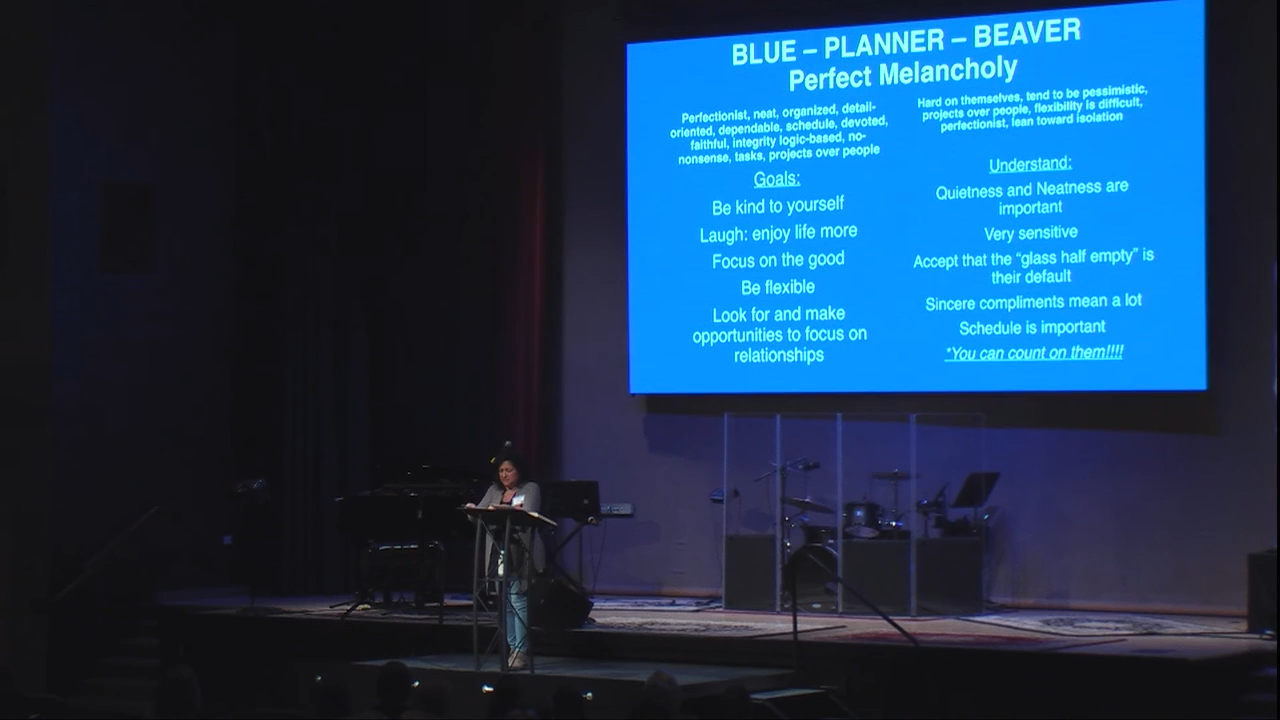 BLUE – PLANNER – BEAVER
Perfect Melancholy
Perfectionist, neat, organized, detail-
oriented, dependable, schedule, devoted,
faithful, integrity logic-based, no-
nonsense, tasks, projects over people
Goals:
Be kind to yourself
Laugh: enjoy life more
Focus on the good
Be flexible
Look for and make
opportunities to focus on
relationships
Hard on themselves, tend to be pessimistic,
projects over people, flexibility is difficult,
perfectionist, lean toward isolation
Understand:
Quietness and Neatness are
important
Very sensitive
Accept that the “glass half empty” is
their default
Sincere compliments mean a lot
Schedule is important
*You can count on them!!!!